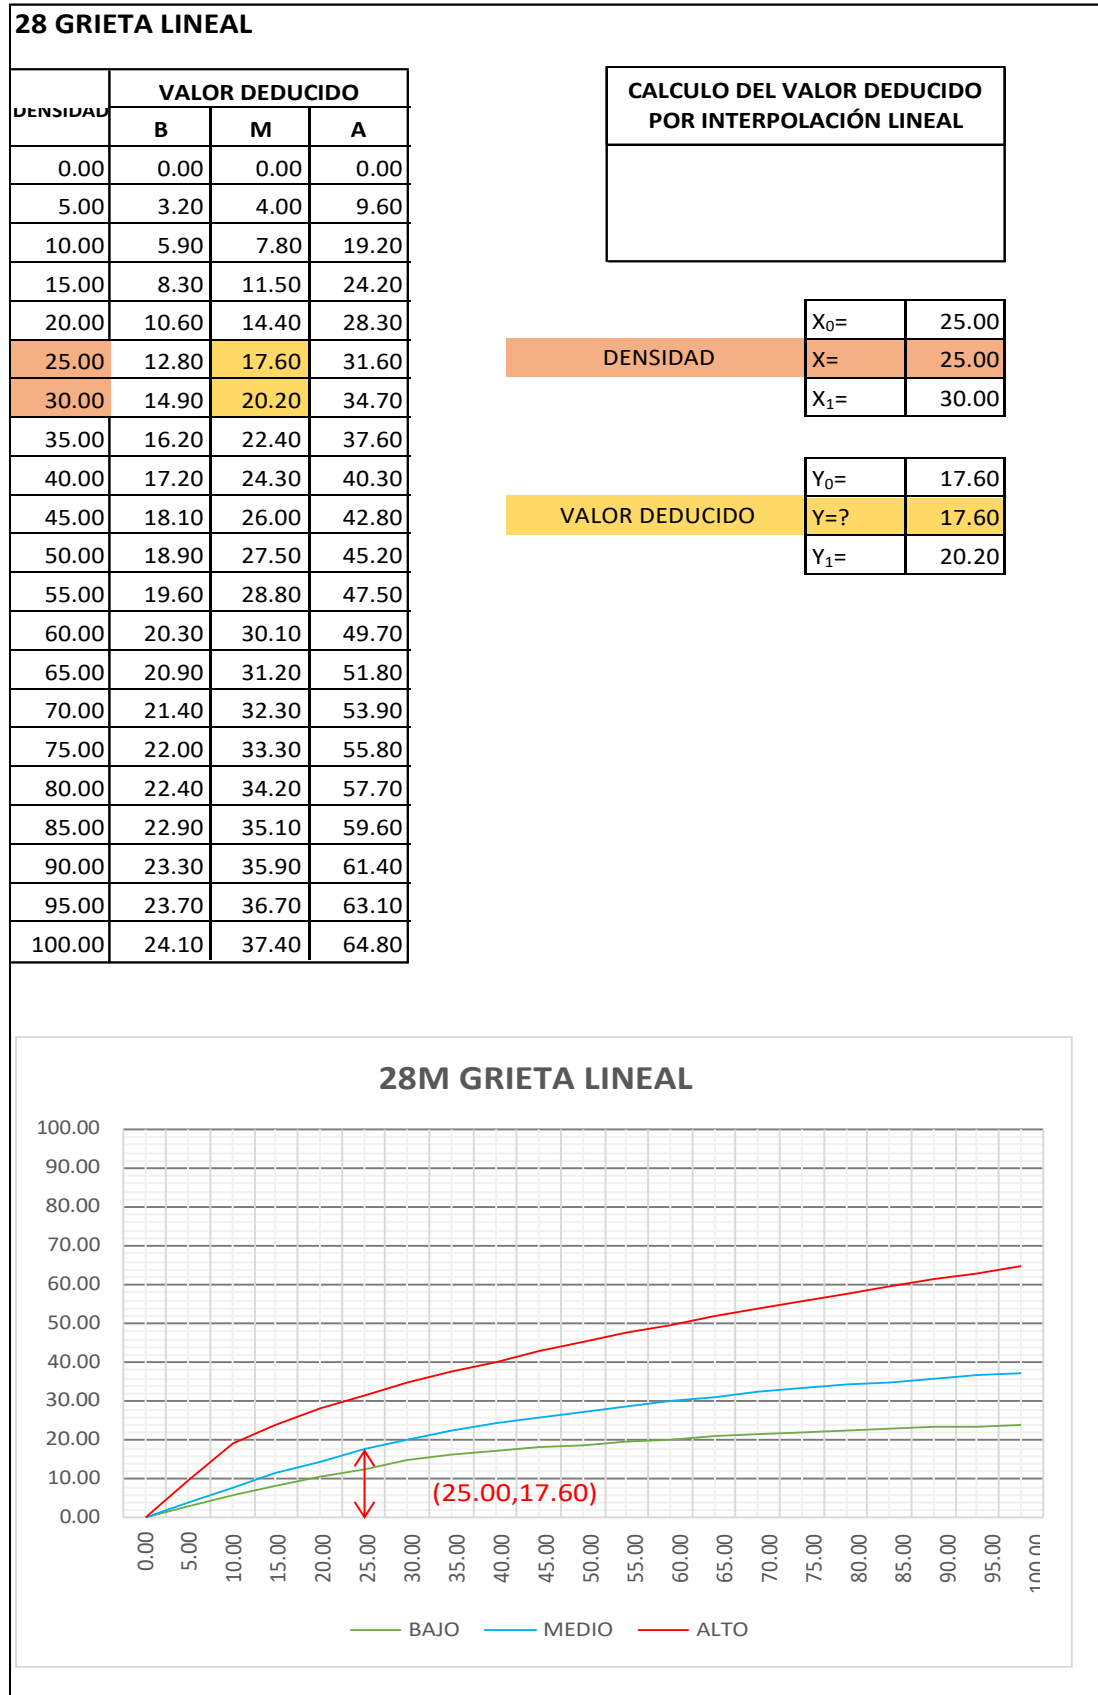 28 GRIETA LINEAL
DENSIDAD VALOR DEDUCIDO
B M A
0.00 0.00 0.00 0.00
5.00 3.20 4.00 9.60
10.00 5.90 7.80 19.20
15.00 8.30 11.50 24.20
20.00 10.60 14.40 28.30
25.00 12.80 17.60 31.60
30.00 14.90 20.20 34.70
35.00 16.20 22.40 37.60
40.00 17.20 24.30 40.30
45.00 18.10 26.00 42.80
50.00 18.90 27.50 45.20
55.00 19.60 28.80 47.50
60.00 20.30 30.10 49.70
65.00 20.90 31.20 51.80
70.00 21.40 32.30 53.90
75.00 22.00 33.30 55.80
80.00 22.40 34.20 57.70
85.00 22.90 35.10 59.60
90.00 23.30 35.90 61.40
95.00 23.70 36.70 63.10
100.00 24.10 37.40 64.80
CALCULO DEL VALOR DEDUCIDO
POR INTERPOLACIÓN LINEAL
X₀= 25.00
DENSIDAD X= 25.00
X₁= 30.00
Y₀= 17.60
VALOR DEDUCIDO Y=? 17.60
Y₁= 20.20
28M GRIETA LINEAL
100.00
90.00
80.00
70.00
60.00
50.00
40.00
30.00
20.00
10.00
0.00
(25.00,17.60)
0.00 5.00 10.00 15.00 20.00 25.00 30.00 35.00 40.00 45.00 50.00 55.00 60.00 65.00 70.00 75.00 80.00 85.00 90.00 95.00 100.00
BAJO MEDIO ALTO